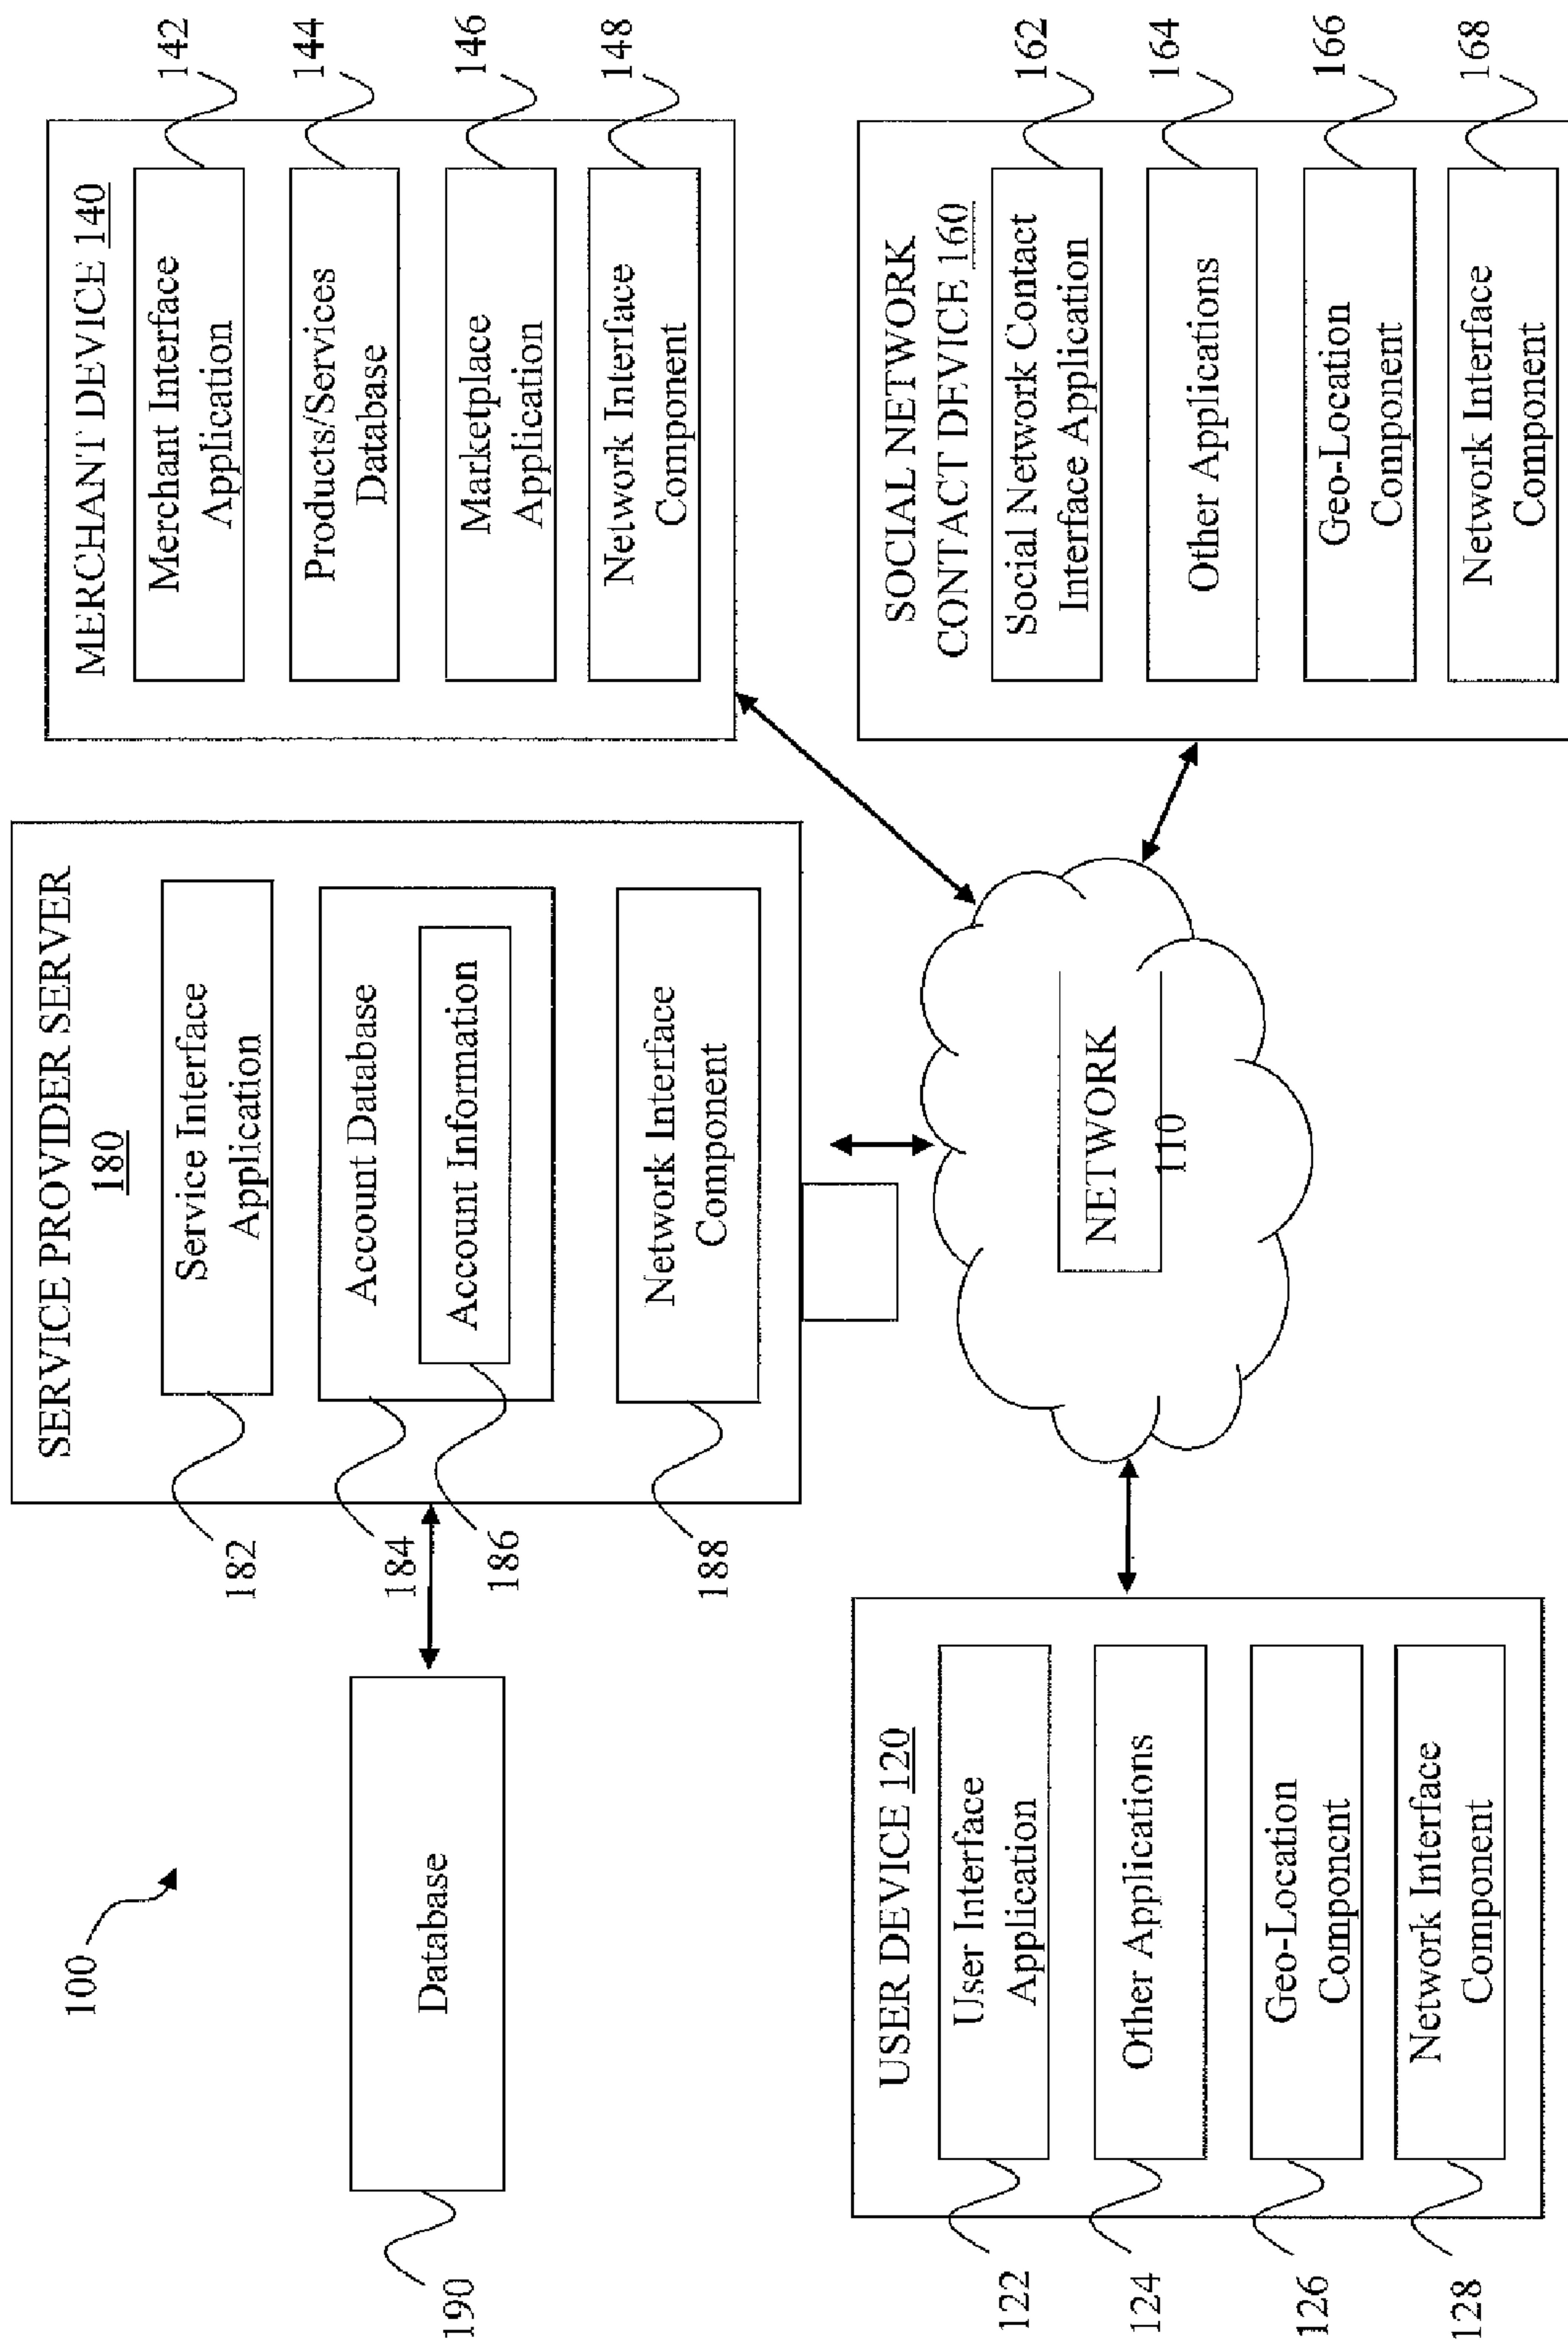 100
SERVICE PROVIDER SERVER
180
Service Interface
Application
Account Database
Account Information
Network Interface
Component
182
184
186
188
Database
190
MERCHANT DEVICE 140
Merchant Interface
Application
Products/Services
Database
Marketplace
Application
Network Interface
Component
142
144
146
148
USER DEVICE 120
User Interface
Application
Other Applications
Geo-Location
Component
Network Interface
Component
122
124
126
128
NETWORK
110
SOCIAL NETWORK
CONTACT DEVICE 160
Social Network Contact
Interface Application
Other Applications
Geo-Location
Component
Network Interface
Component
162
164
166
168